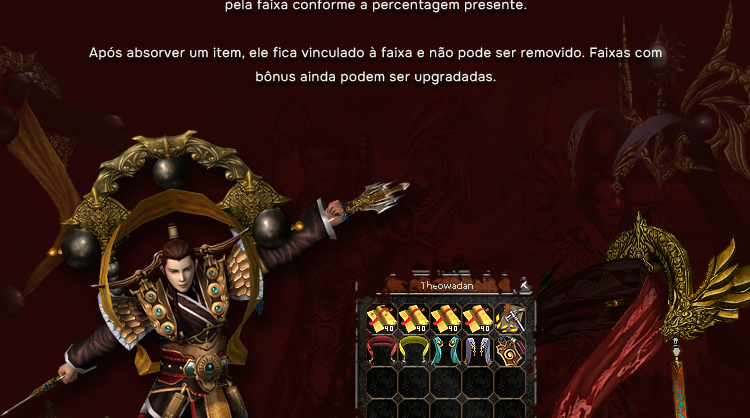 pela faixa conforme a percentagem presente.
Após absorver um item, ele fica vinculado à faixa e não pode ser removido. Faixas com
bônus ainda podem ser upgradadas.
Theowadan
40 40 40 40